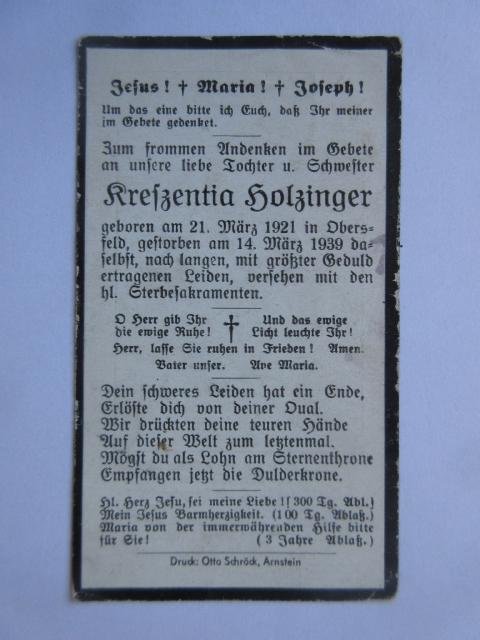 Jesus! † Maria! † Joseph!
Um das eine bitte ich Euch, daß Ihr meiner
im Gebete gedenket.
Zum frommen Andenken im Gebete
an unsere liebe Tochter u. Schwester
Kreszentia Holzinger
geboren am 21. März 1921 in Obers-
feld, gestorben am 14. März 1939 da-
selbst, nach langen, mit größter Geduld
ertragenen Leiden, versehen mit den
hl. Sterbesakramenten.
O Herr gib Ihr † Und das ewige
die ewige Ruhe! Licht leuchte Ihr!
Herr, lasse Sie ruhen in Frieden! Amen.
Vater unser. Ave Maria.
Dein schweres Leiden hat ein Ende,
Erlöste dich von deiner Qual.
Wir drückten deine teuren Hände
Auf dieser Welt zum letztenmal.
Mögst du als Lohn am Sternenthrone
Empfangen jetzt die Dulderkrone.
Hl. Herz Jesu, sei meine Liebe! (300 Tg. Abl.)
Mein Jesus Barmherzigkeit. (100 Tg. Ablaß.)
Maria von der immerwährenden Hilfe bitte
für Sie! (3 Jahre Ablaß.)
Druck: Otto Schröck, Arnstein